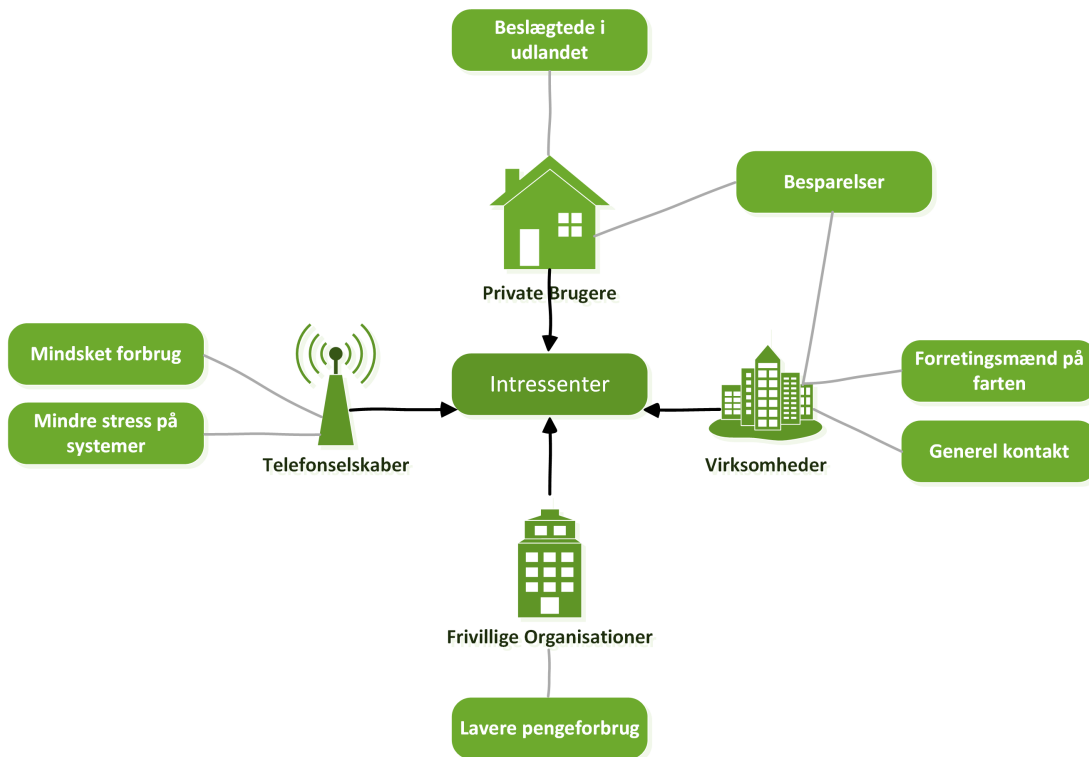 Beslægtede i
udlandet
Besparelser
Private Brugere
Mindsket forbrug
Intressenter
Forretingsmænd på
farten
Mindre stress på
systemer
Generel kontakt
Telefonselskaber
Virksomheder
Frivillige Organisationer
Lavere pengeforbrug